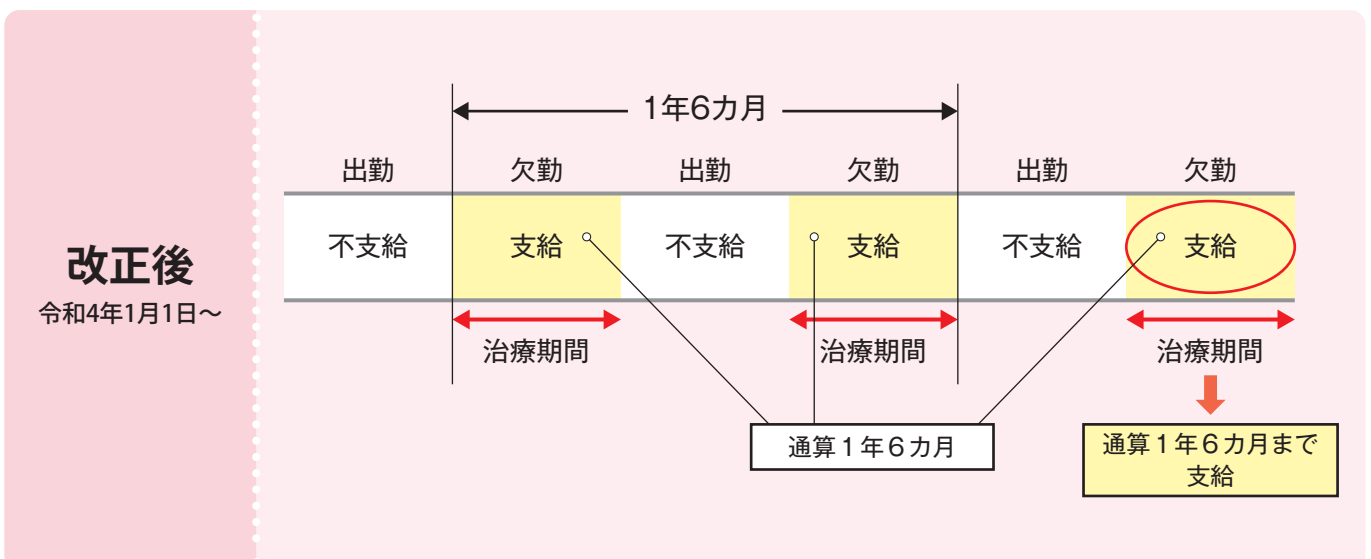 改正後
令和4年1月1日～
1年6カ月
出勤 欠勤 出勤 欠勤 出勤 欠勤
不支給 支給 不支給 支給 不支給 支給
治療期間 治療期間 治療期間
通算１年６カ月
通算１年６カ月まで
支給